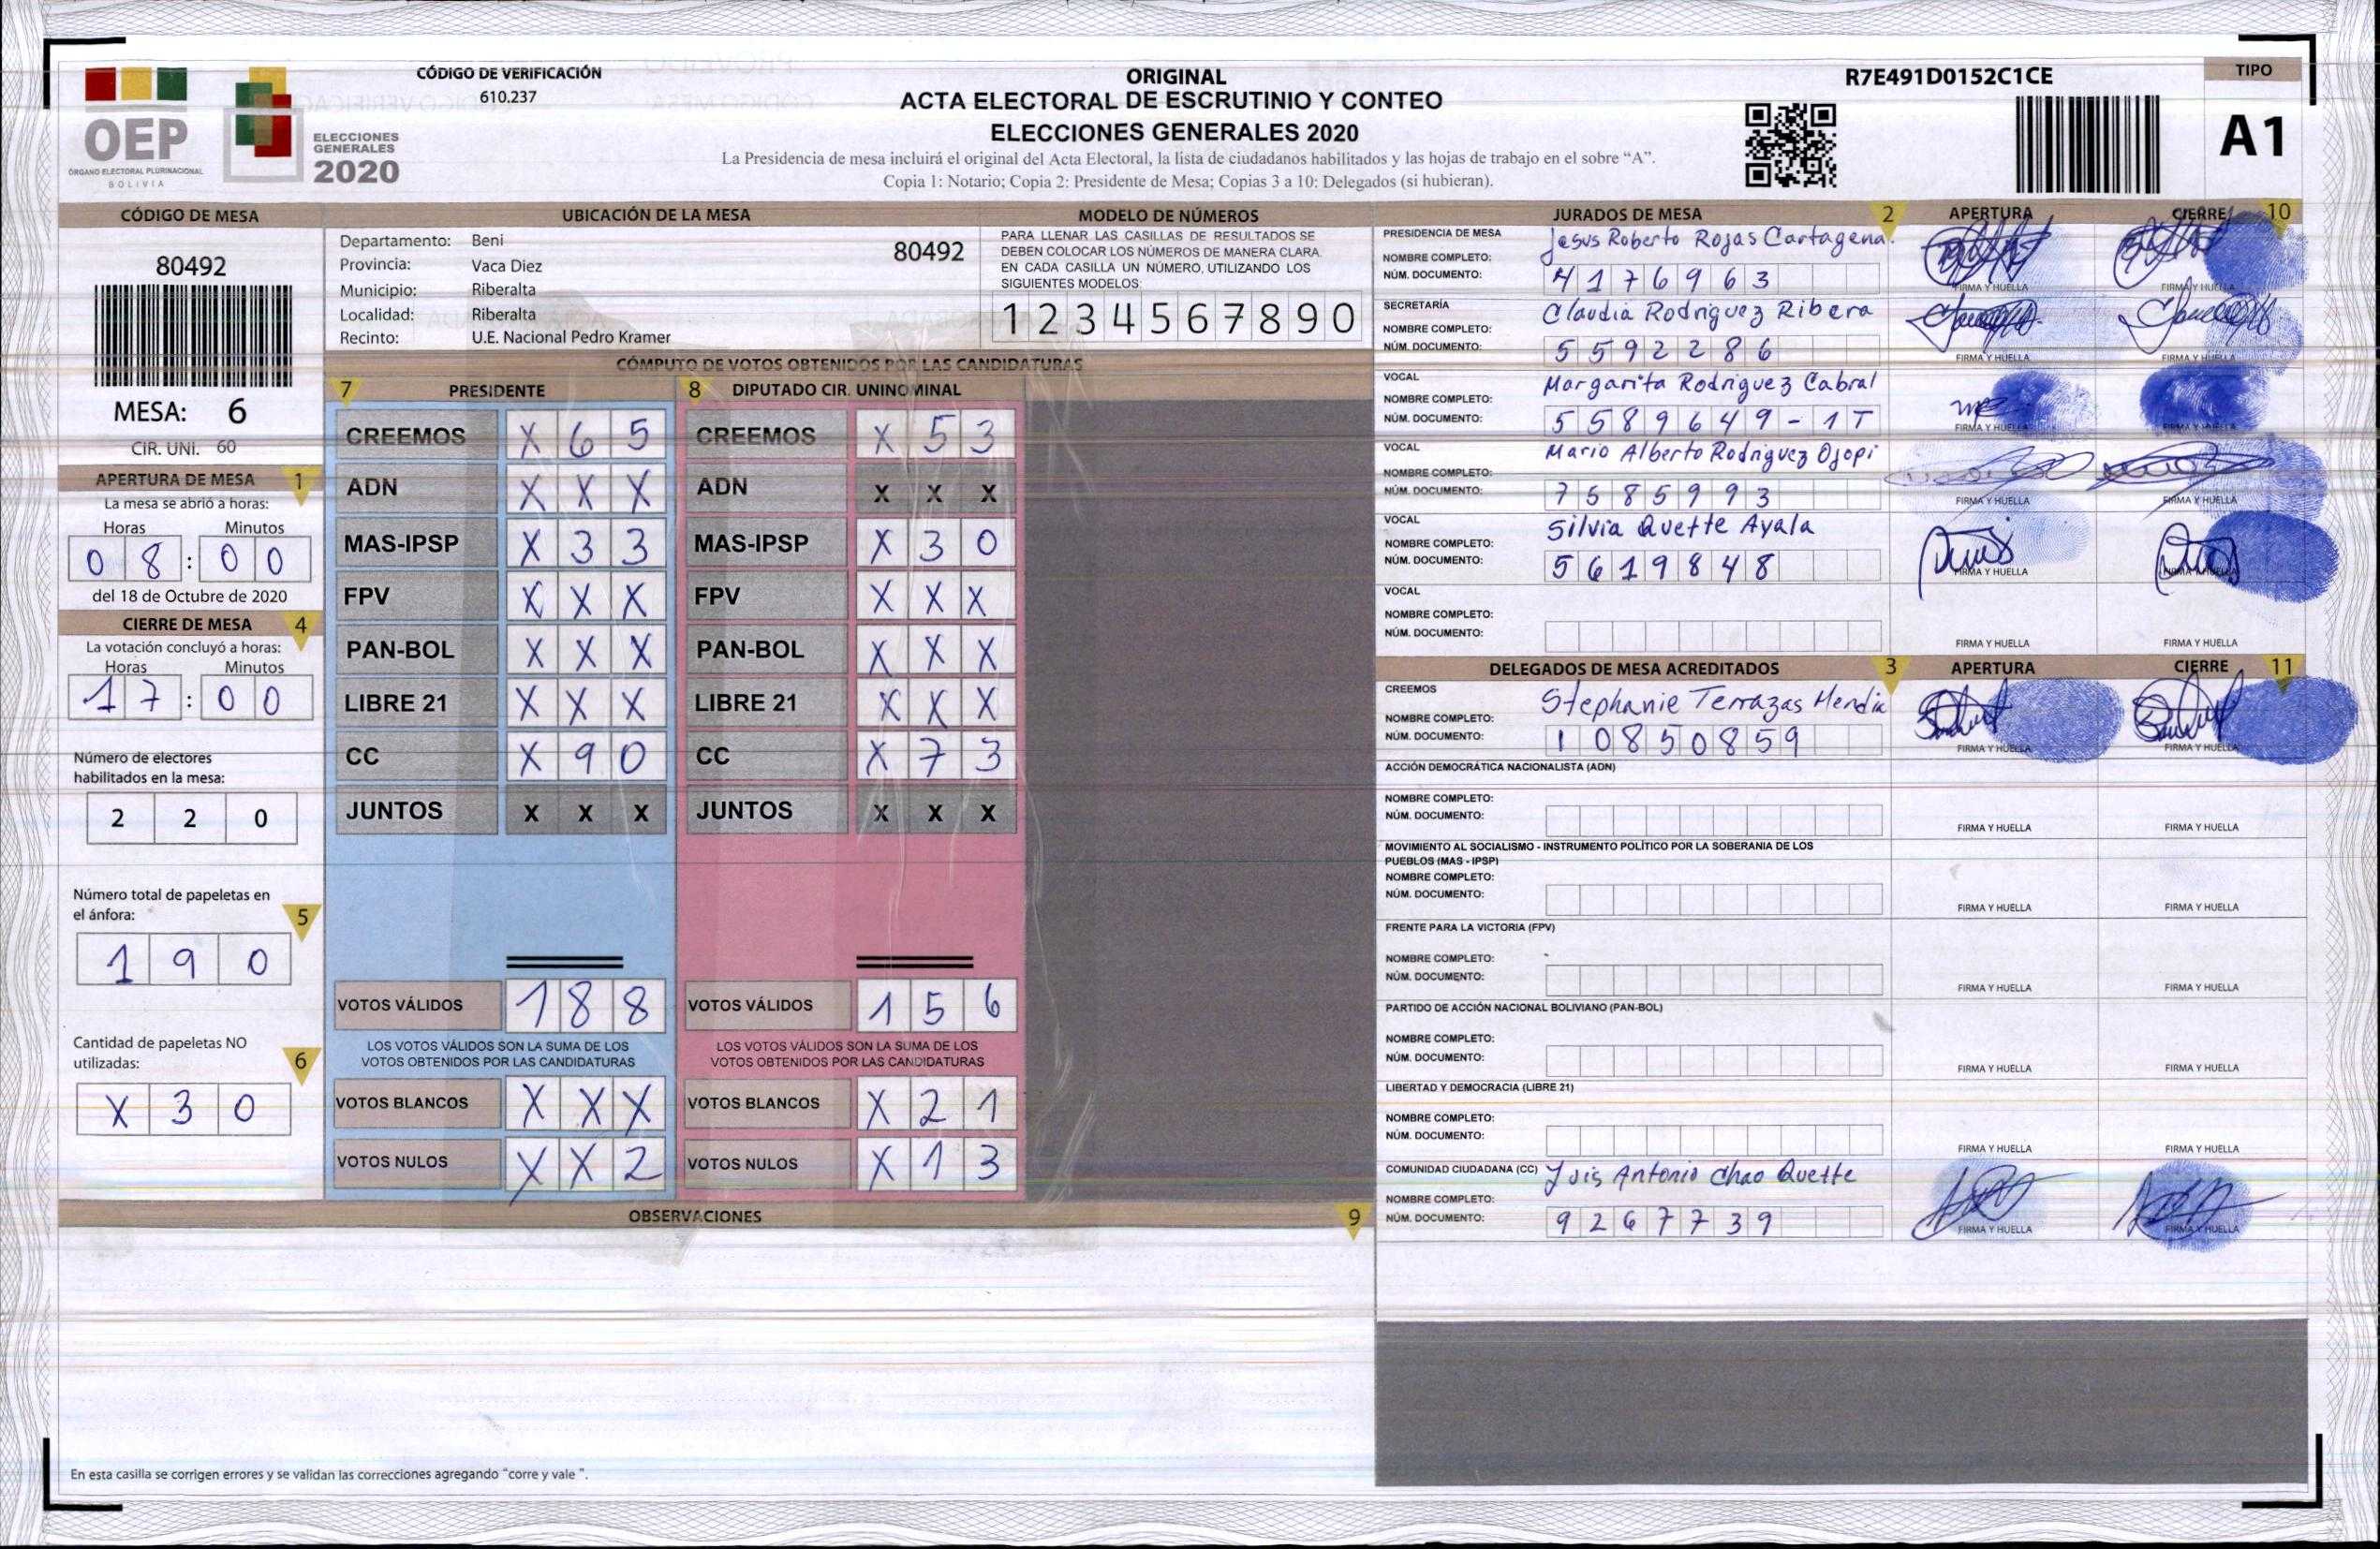 OEP
ÓRGANO ELECTORAL PLURINACIONAL
BOLIVIA
ELECCIONES
GENERALES
2020
CÓDIGO DE VERIFICACIÓN
610.237
ORIGINAL
ACTA ELECTORAL DE ESCRUTINIO Y CONTEO
ELECCIONES GENERALES 2020
La Presidencia de mesa incluirá el original del Acta Electoral, la lista de ciudadanos habilitados y las hojas de trabajo en el sobre “A”.
Copia 1: Notario; Copia 2: Presidente de Mesa; Copias 3 a 10: Delegados (si hubieran).
R7E491D0152C1CE
TIPO
A1
CÓDIGO DE MESA
80492
MESA: 6
CIR. UNI. 60
APERTURA DE MESA 1
La mesa se abrió a horas:
Horas Minutos
0 8 : 0 0
del 18 de Octubre de 2020
CIERRE DE MESA 4
La votación concluyó a horas:
Horas Minutos
1 7 : 0 0
Número de electores
habilitados en la mesa:
2 2 0
Número total de papeletas en
el ánfora: 5
1 9 0
Cantidad de papeletas NO
utilizadas: 6
X 3 0
UBICACIÓN DE LA MESA
Departamento: Beni
80492
Provincia: Vaca Diez
Municipio: Riberalta
Localidad: Riberalta
Recinto: U.E. Nacional Pedro Kramer
MODELO DE NÚMEROS
PARA LLENAR LAS CASILLAS DE RESULTADOS SE
DEBEN COLOCAR LOS NÚMEROS DE MANERA CLARA.
EN CADA CASILLA UN NÚMERO, UTILIZANDO LOS
SIGUIENTES MODELOS:
1 2 3 4 5 6 7 8 9 0
CÓMPUTO DE VOTOS OBTENIDOS POR LAS CANDIDATURAS
7 PRESIDENTE 8 DIPUTADO CIR. UNINOMINAL
CREEMOS X 6 5 CREEMOS X 5 3
ADN X X X ADN X X X
MAS-IPSP X 3 3 MAS-IPSP X 3 0
FPV X X X FPV X X X
PAN-BOL X X X PAN-BOL X X X
LIBRE 21 X X X LIBRE 21 X X X
CC X 9 0 CC X 7 3
JUNTOS X X X JUNTOS X X X
VOTOS VÁLIDOS 1 8 8 VOTOS VÁLIDOS 1 5 6
LOS VOTOS VÁLIDOS SON LA SUMA DE LOS LOS VOTOS VÁLIDOS SON LA SUMA DE LOS
VOTOS OBTENIDOS POR LAS CANDIDATURAS VOTOS OBTENIDOS POR LAS CANDIDATURAS
VOTOS BLANCOS X X X VOTOS BLANCOS X 2 1
VOTOS NULOS X X 2 VOTOS NULOS X 1 3
OBSERVACIONES 9
En esta casilla se corrigen errores y se validan las correcciones agregando “corre y vale ”.
JURADOS DE MESA 2 APERTURA CIERRE 10
PRESIDENCIA DE MESA
NOMBRE COMPLETO: Jesus Roberto Rojas Cartagena.
NÚM. DOCUMENTO: 4 1 7 6 9 6 3
FIRMA Y HUELLA FIRMA Y HUELLA
SECRETARÍA
NOMBRE COMPLETO: Claudia Rodriguez Ribera
NÚM. DOCUMENTO: 5 5 9 2 2 8 6
FIRMA Y HUELLA FIRMA Y HUELLA
VOCAL
NOMBRE COMPLETO: Margarita Rodriguez Cabral
NÚM. DOCUMENTO: 5 5 8 9 6 4 9 - 1 T
FIRMA Y HUELLA FIRMA Y HUELLA
VOCAL
NOMBRE COMPLETO: Mario Alberto Rodriguez Ojopi
NÚM. DOCUMENTO: 7 5 8 5 9 9 3
FIRMA Y HUELLA FIRMA Y HUELLA
VOCAL
NOMBRE COMPLETO: Silvia Quette Ayala
NÚM. DOCUMENTO: 5 6 1 9 8 4 8
FIRMA Y HUELLA FIRMA Y HUELLA
VOCAL
NOMBRE COMPLETO:
NÚM. DOCUMENTO:
FIRMA Y HUELLA FIRMA Y HUELLA
DELEGADOS DE MESA ACREDITADOS 3 APERTURA CIERRE 11
CREEMOS
NOMBRE COMPLETO: Stephanie Terrazas
NÚM. DOCUMENTO: 1 0 8 5 0 8 5 9
FIRMA Y HUELLA FIRMA Y HUELLA
ACCIÓN DEMOCRÁTICA NACIONALISTA (ADN)
NOMBRE COMPLETO:
NÚM. DOCUMENTO:
FIRMA Y HUELLA FIRMA Y HUELLA
MOVIMIENTO AL SOCIALISMO - INSTRUMENTO POLÍTICO POR LA SOBERANIA DE LOS
PUEBLOS (MAS - IPSP)
NOMBRE COMPLETO:
NÚM. DOCUMENTO:
FIRMA Y HUELLA FIRMA Y HUELLA
FRENTE PARA LA VICTORIA (FPV)
NOMBRE COMPLETO:
NÚM. DOCUMENTO:
FIRMA Y HUELLA FIRMA Y HUELLA
PARTIDO DE ACCIÓN NACIONAL BOLIVIANO (PAN-BOL)
NOMBRE COMPLETO:
NÚM. DOCUMENTO:
FIRMA Y HUELLA FIRMA Y HUELLA
LIBERTAD Y DEMOCRACIA (LIBRE 21)
NOMBRE COMPLETO:
NÚM. DOCUMENTO:
FIRMA Y HUELLA FIRMA Y HUELLA
COMUNIDAD CIUDADANA (CC)
NOMBRE COMPLETO: Antonio Chao Quette
NÚM. DOCUMENTO: 9 2 6 7 7 3 9
FIRMA Y HUELLA FIRMA Y HUELLA